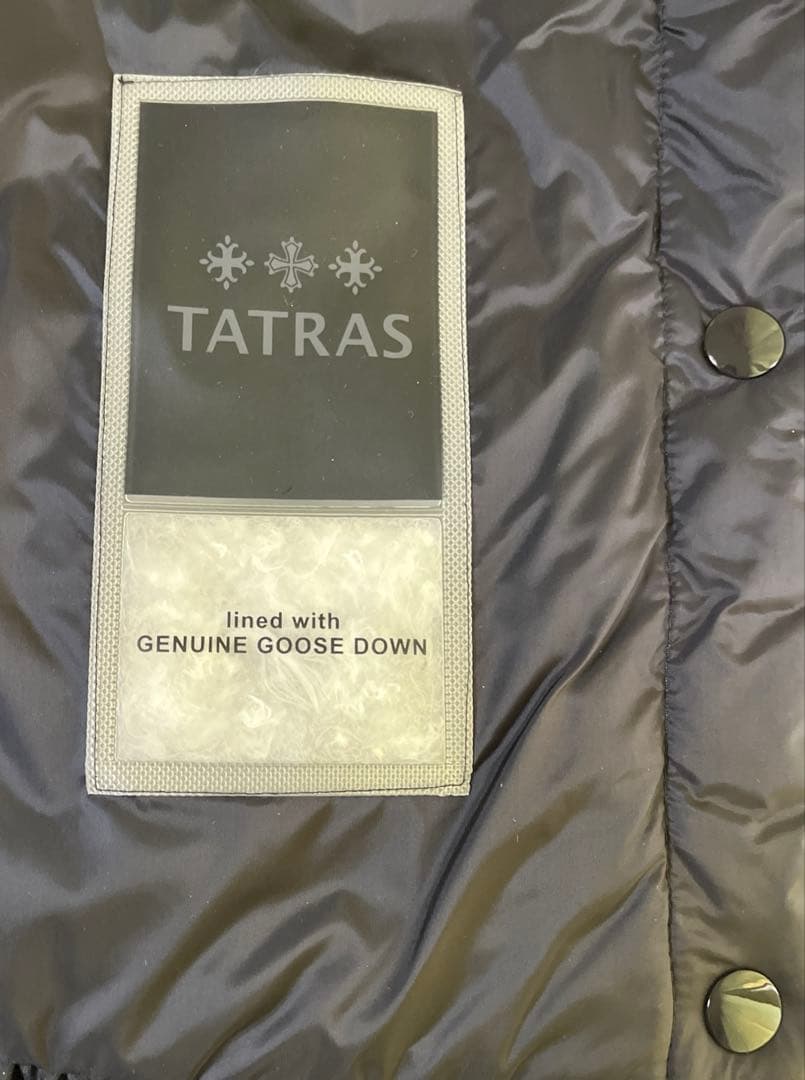 TATRAS
lined with
GENUINE GOOSE DOWN